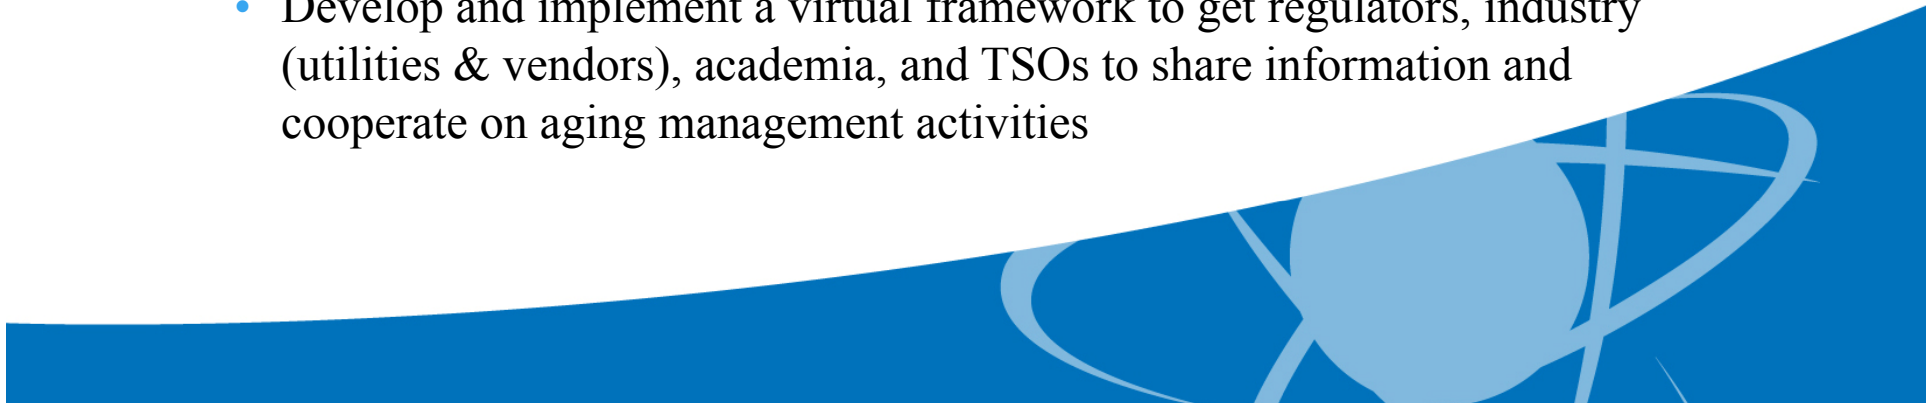 • Develop and implement a virtual framework to get regulators, industry
(utilities & vendors), academia, and TSOs to share information and
cooperate on aging management activities